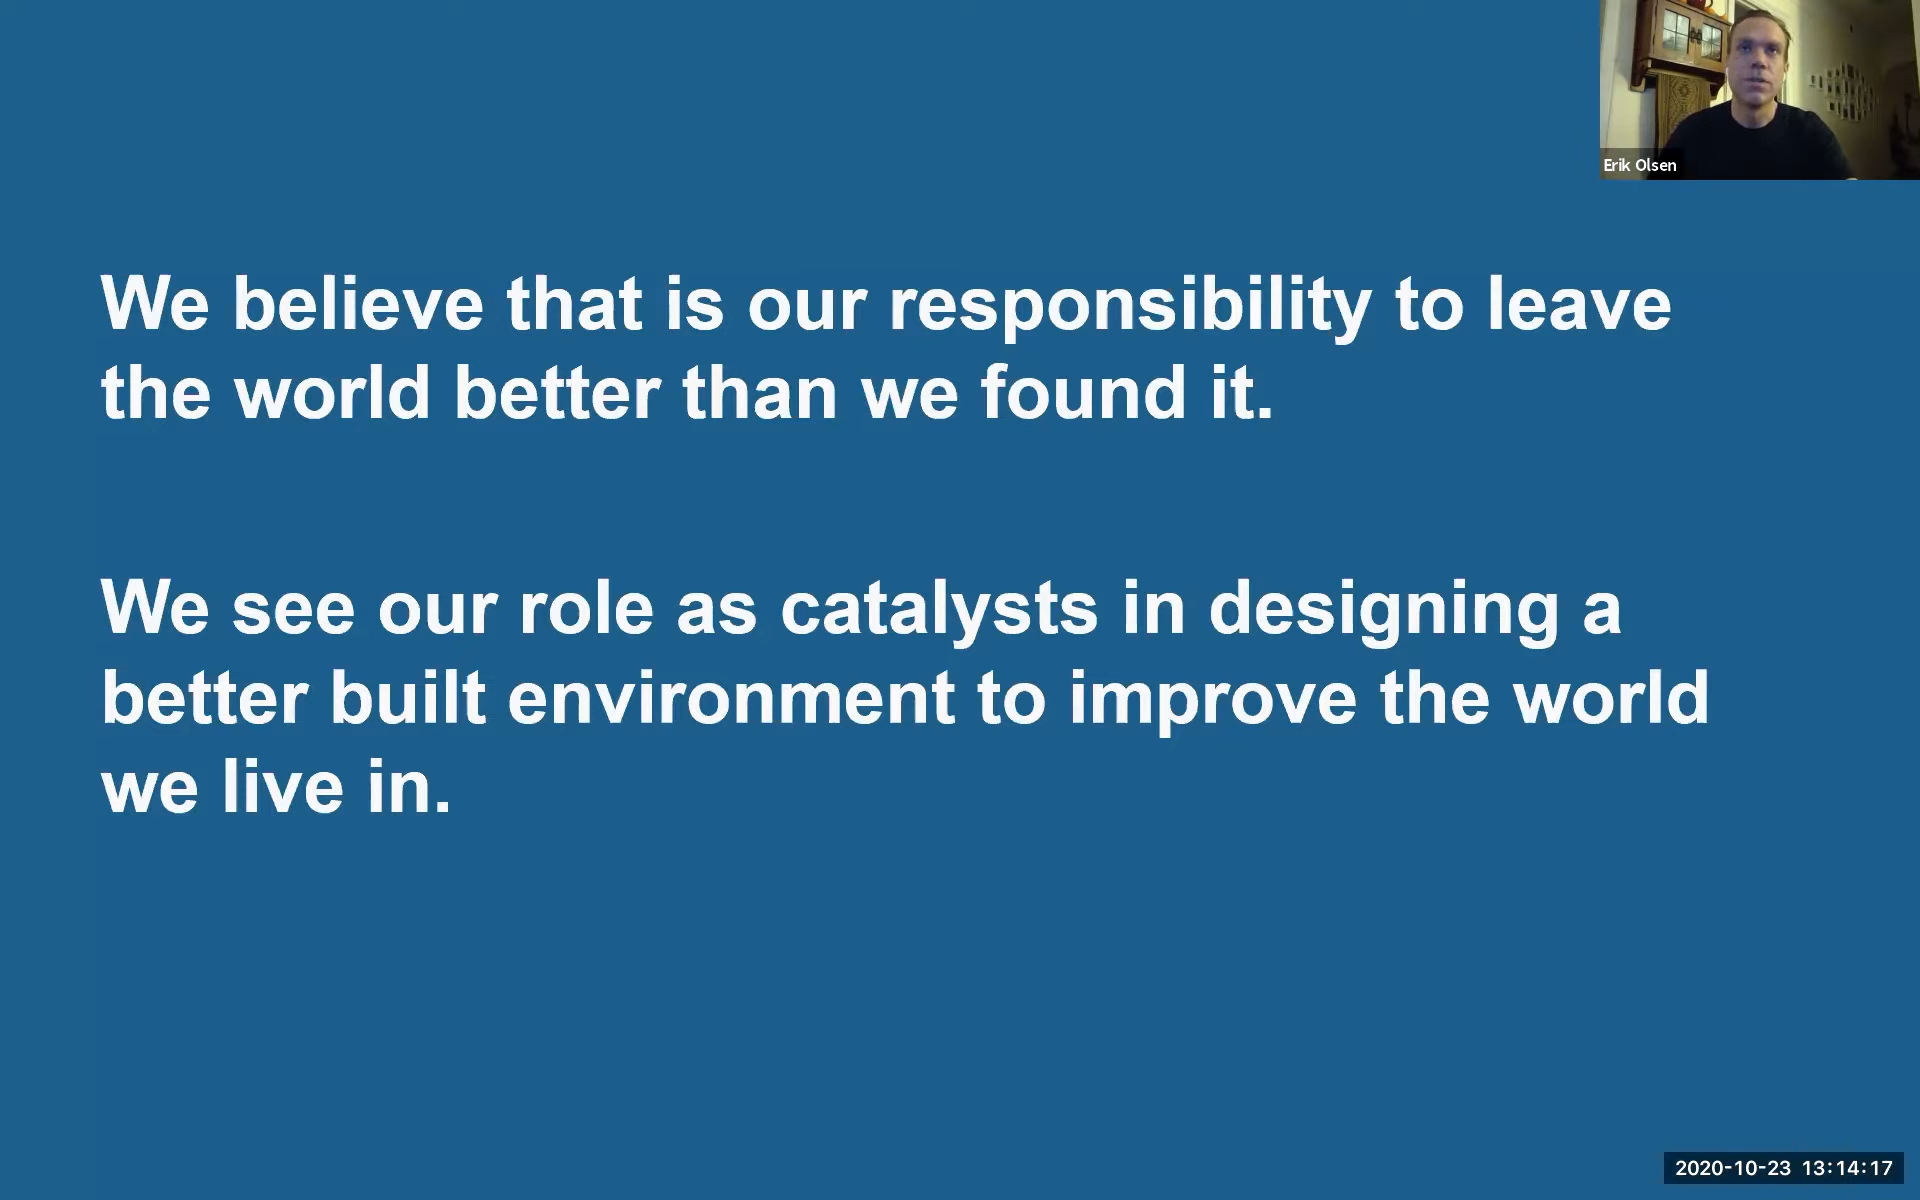 Erik Olsen
We believe that is our responsibility to leave
the world better than we found it.
We see our role as catalysts in designing a
better built environment to improve the world
we live in.
2020-10-23 13:14:17